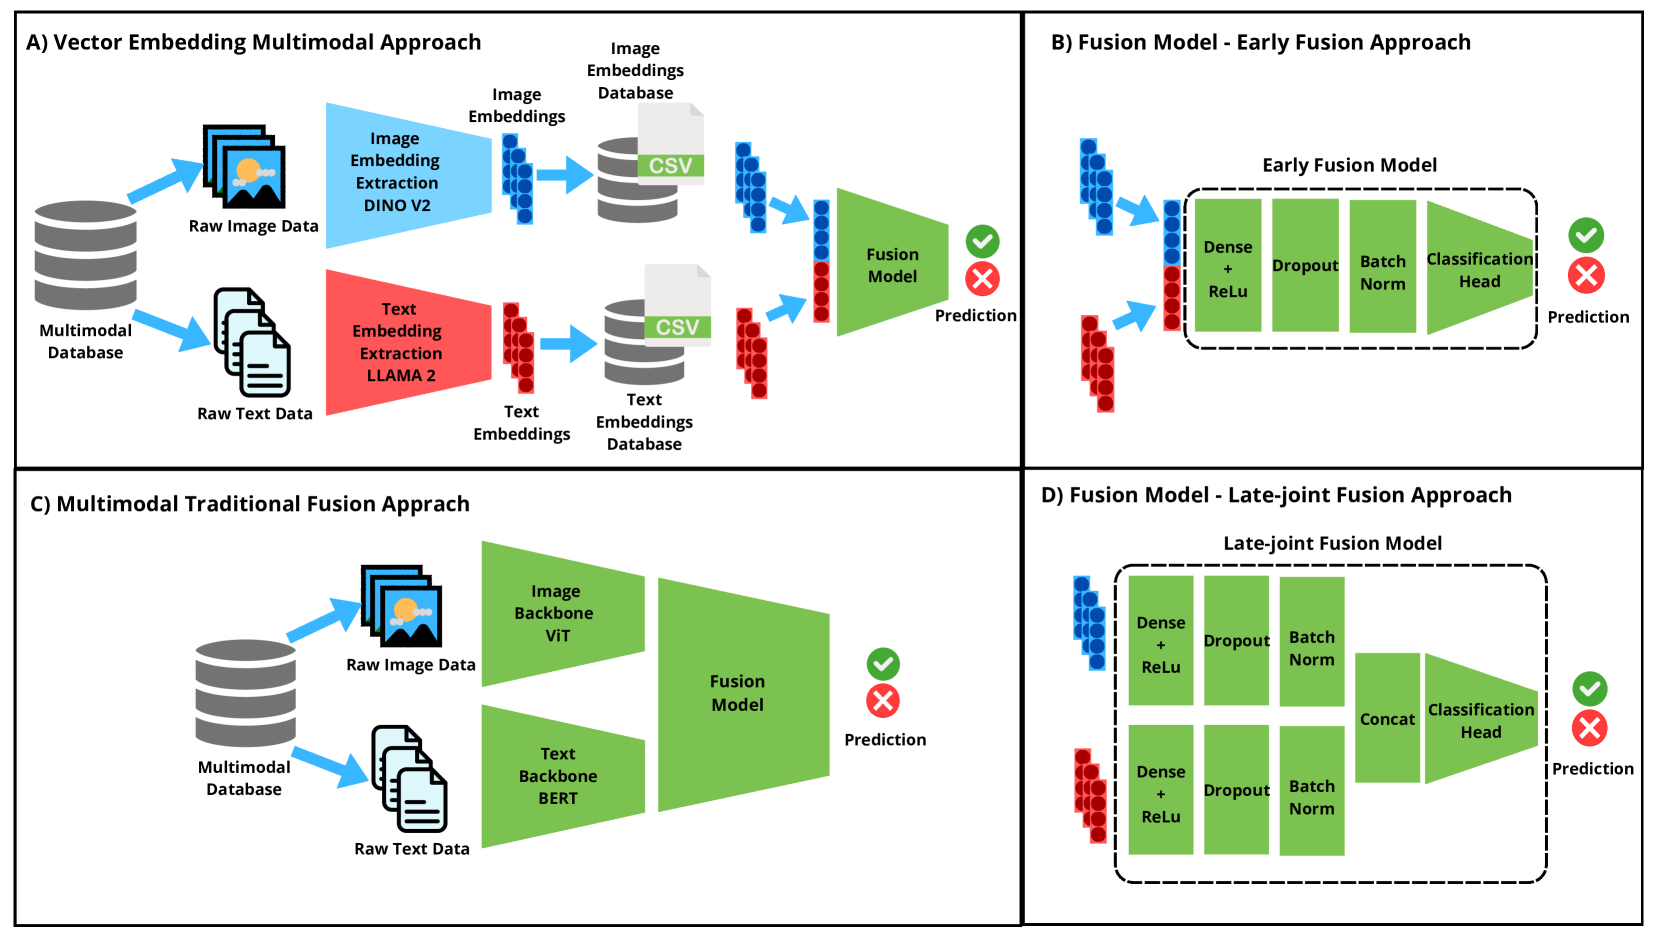 A) Vector Embedding Multimodal Approach
Image
Embeddings
Database
Image
Embeddings
CSV
Image
Embedding
Extraction
DINO V2
Raw Image Data
Multimodal
Database
Text
Embedding
Extraction
LLAMA 2
Raw Text Data
Text
Embeddings
CSV
Text
Embeddings
Database
Fusion
Model
Prediction
B) Fusion Model - Early Fusion Approach
Early Fusion Model
Dense
+
ReLu
Dropout
Batch
Norm
Classification
Head
Prediction
C) Multimodal Traditional Fusion Apprach
Multimodal
Database
Raw Image Data
Raw Text Data
Image
Backbone
ViT
Text
Backbone
BERT
Fusion
Model
Prediction
D) Fusion Model - Late-joint Fusion Approach
Late-joint Fusion Model
Dense
+
ReLu
Dropout
Batch
Norm
Dense
+
ReLu
Dropout
Batch
Norm
Concat
Classification
Head
Prediction